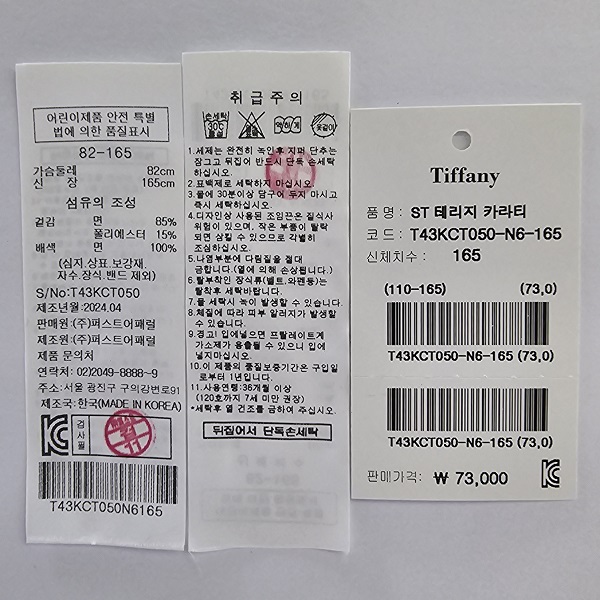 어린이제품 안전 특별
법에 의한 품질표시
82-165
가슴둘레 82cm
신 장 165cm
섬유의 조성
겉감 면 85%
폴리에스터 15%
배색 면 100%
(심지.상표.보강재,
자수.장식.밴드 제외)
S/No:T43KCT050
제조년월:2024.04
판매원:(주)퍼스트어패럴
제조원:(주)퍼스트어패럴
제품 문의처
연락처: 02)2049-8888~9
주소:서울 광진구 구의강변로91
제조국:한국(MADE IN KOREA)
검
사
필
T43KCT050N6165
취급주의
손세탁
30℃
중성
약하게
옷걸이
1.세제는 완전히 녹인후 지퍼 단추는
잠그고 뒤집어 반드시 단독 손세탁
하십시오.
2.표백제로 세탁하지 마십시오.
3.물에 30분이상 담구어 두지 마시고
즉시 세탁하십시오.
4.디자인상 사용된 조임끈은 질식사
위험이 있으며, 작은 부품이 탈락
되면 삼킬 수 있으므로 각별히
조심하십시오.
5.나염부분에 다림질을 절대
금합니다.(열에 의해 손상됩니다.)
6.탈부착인 장식류(벨트.와펜등)는
탈착후 세탁바랍니다.
7.물 세탁시 녹이 발생할 수 있습니다.
8.체질에 따라 피부 알러지가 발생할
수 있습니다.
9.경고! 입에넣으면 프탈레이트계
가소제가 용출될 수 있으니 입에
넣지마십시오.
10.이 제품의 품질보증기간은 구입일
로부터 1년입니다.
11.사용연령:36개월 이상
(120호까지 7세 미만 권장)
*세탁후 열 건조를 금하여 주십시오.
뒤집어서 단독손세탁
Tiffany
품 명: ST 테리지 카라티
코 드: T43KCT050-N6-165
신체치수: 165
(110-165) (73,0)
T43KCT050-N6-165 (73,0)
T43KCT050-N6-165 (73,0)
판매가격: ₩ 73,000